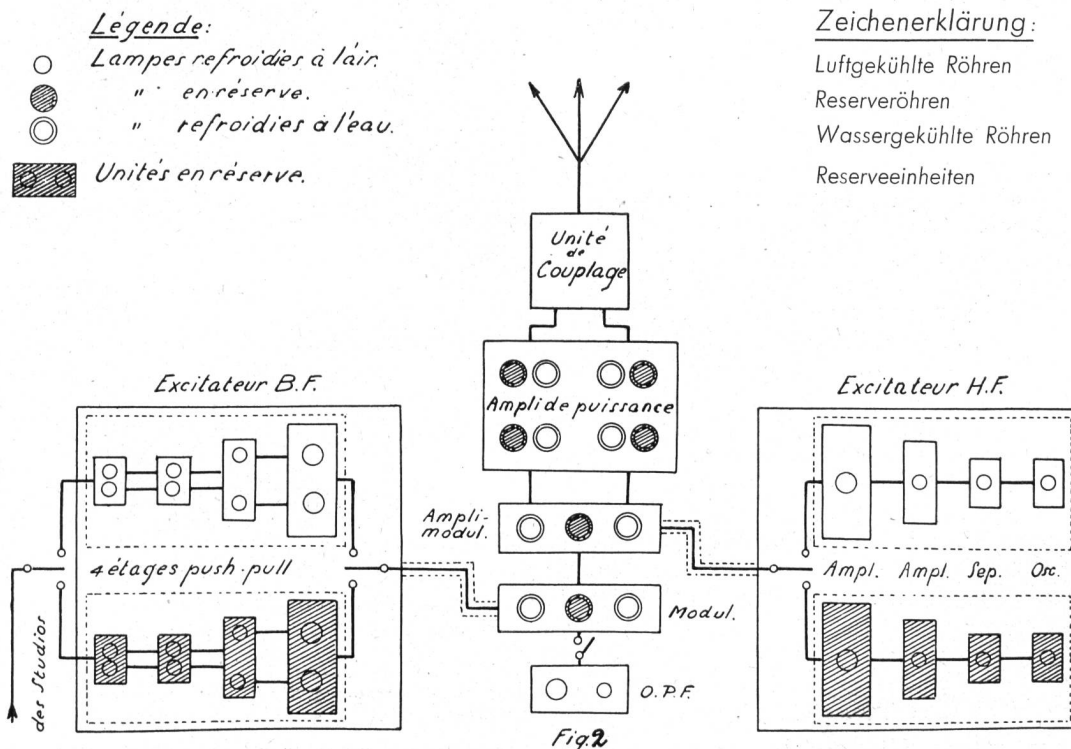 Légende:
Lampes refroidies à l'air.
" en réserve.
" refroidies à l'eau.
Unités en réserve.
Zeichenerklärung:
Luftgekühlte Röhren
Reserveröhren
Wassergekühlte Röhren
Reserveeinheiten
Unité
de
Couplage
Ampli de puissance
Excitateur B.F.
4 étages push-pull
des Studios
Ampli-
modul.
Modul.
O.P.F.
Excitateur H.F.
Ampl. Ampl. Sep. Osc.
Fig. 2